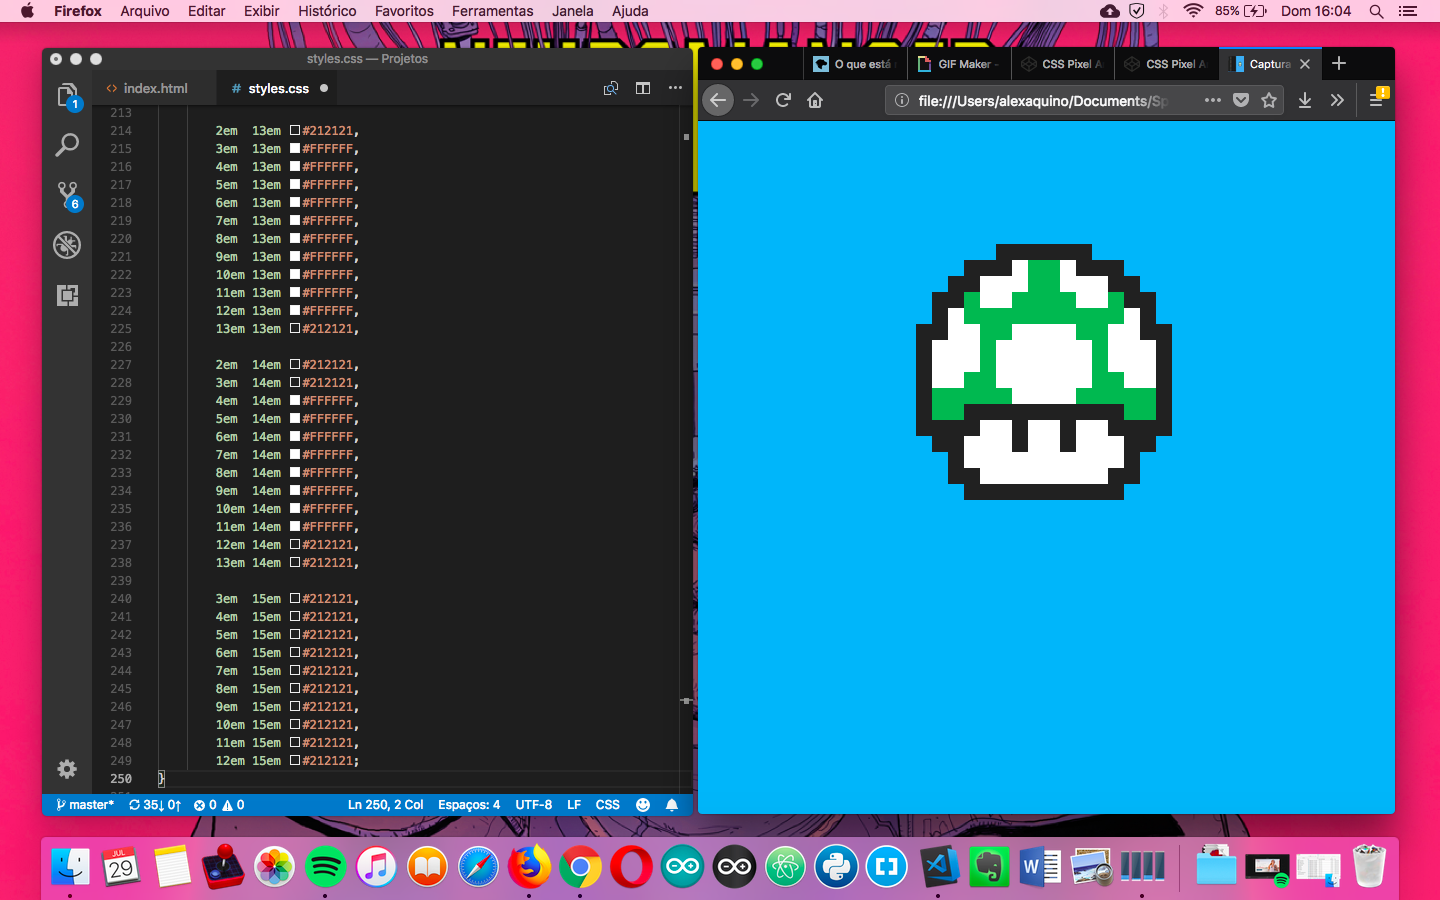 Firefox Arquivo Editar Exibir Histórico Favoritos Ferramentas Janela Ajuda 85% Dom 16:04
styles.css — Projetos
<> index.html # styles.css
O que está GIF Maker - CSS Pixel A CSS Pixel A Captura
file:///Users/alexaquino/Documents/Sp
1
6
213
214 2em 13em #212121,
215 3em 13em #FFFFFF,
216 4em 13em #FFFFFF,
217 5em 13em #FFFFFF,
218 6em 13em #FFFFFF,
219 7em 13em #FFFFFF,
220 8em 13em #FFFFFF,
221 9em 13em #FFFFFF,
222 10em 13em #FFFFFF,
223 11em 13em #FFFFFF,
224 12em 13em #FFFFFF,
225 13em 13em #212121,
226
227 2em 14em #212121,
228 3em 14em #212121,
229 4em 14em #FFFFFF,
230 5em 14em #FFFFFF,
231 6em 14em #FFFFFF,
232 7em 14em #FFFFFF,
233 8em 14em #FFFFFF,
234 9em 14em #FFFFFF,
235 10em 14em #FFFFFF,
236 11em 14em #FFFFFF,
237 12em 14em #212121,
238 13em 14em #212121,
239
240 3em 15em #212121,
241 4em 15em #212121,
242 5em 15em #212121,
243 6em 15em #212121,
244 7em 15em #212121,
245 8em 15em #212121,
246 9em 15em #212121,
247 10em 15em #212121,
248 11em 15em #212121,
249 12em 15em #212121;
250 }
master* 35↓ 0↑ 0 0 Ln 250, 2 Col Espaços: 4 UTF-8 LF CSS
JUL
29